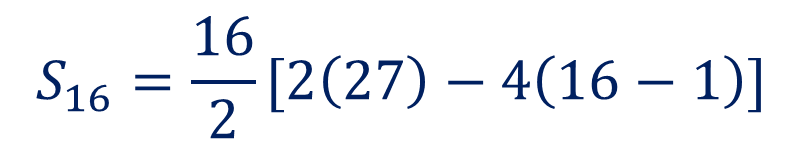 S₁₆ = 16/2 [2(27) − 4(16 − 1)]